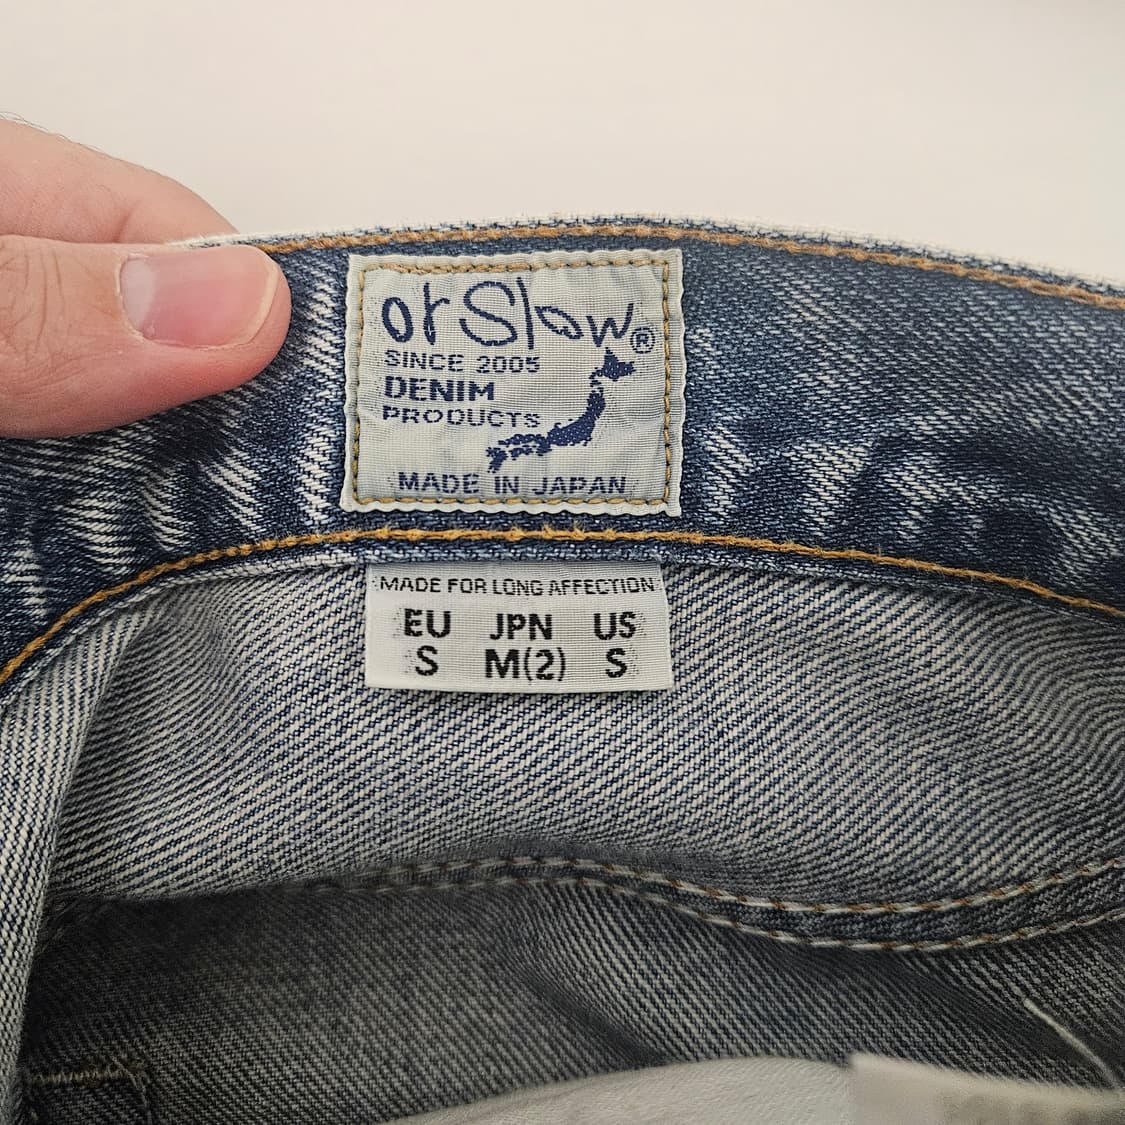 orSlow®
SINCE 2005
DENIM
PRODUCTS
MADE IN JAPAN
MADE FOR LONG AFFECTION
EU JPN US
S M(2) S